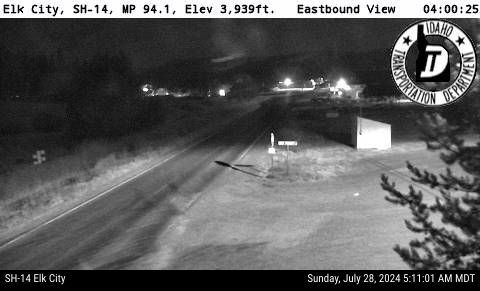 Elk City, SH-14, MP 94.1, Elev 3,939ft. Eastbound View 04:00:25
IDAHO
TRANSPORTATION DEPARTMENT
SH-14 Elk City Sunday, July 28, 2024 5:11:01 AM MDT